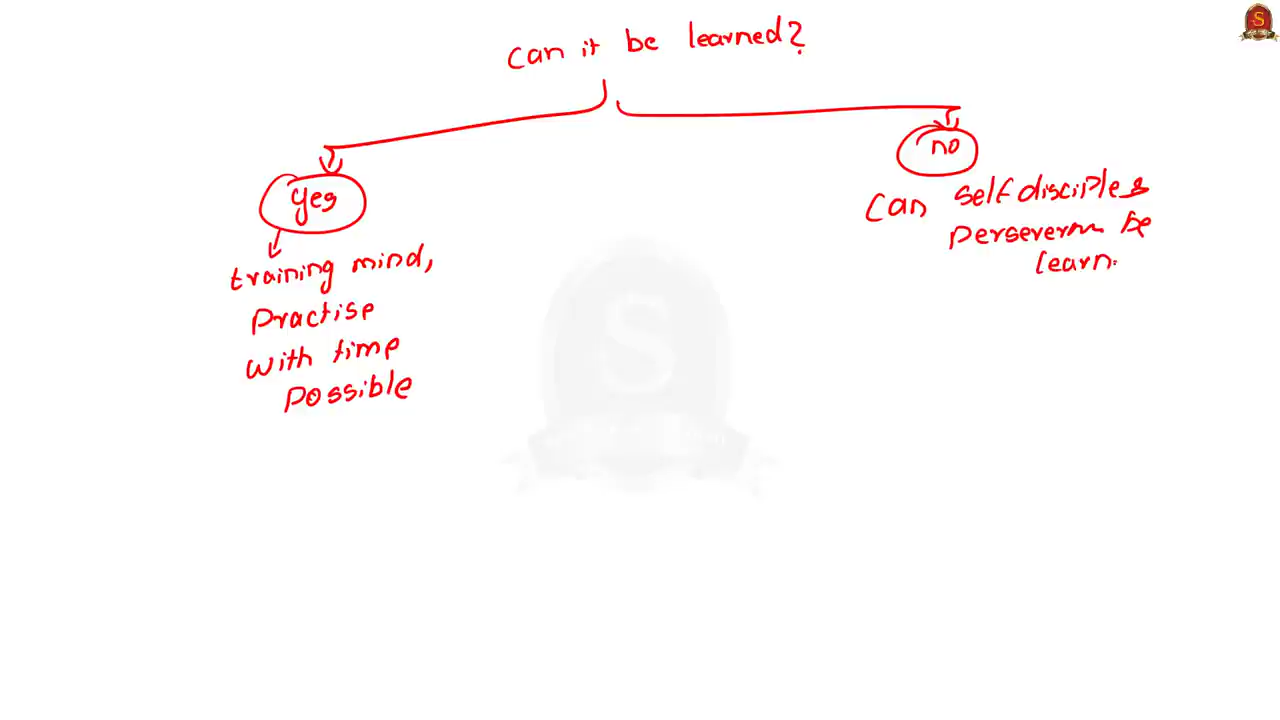 Can it be learned?
yes
training mind,
Practise
with time
Possible
no
Can self disciple &
perseverm be
learn
S
S